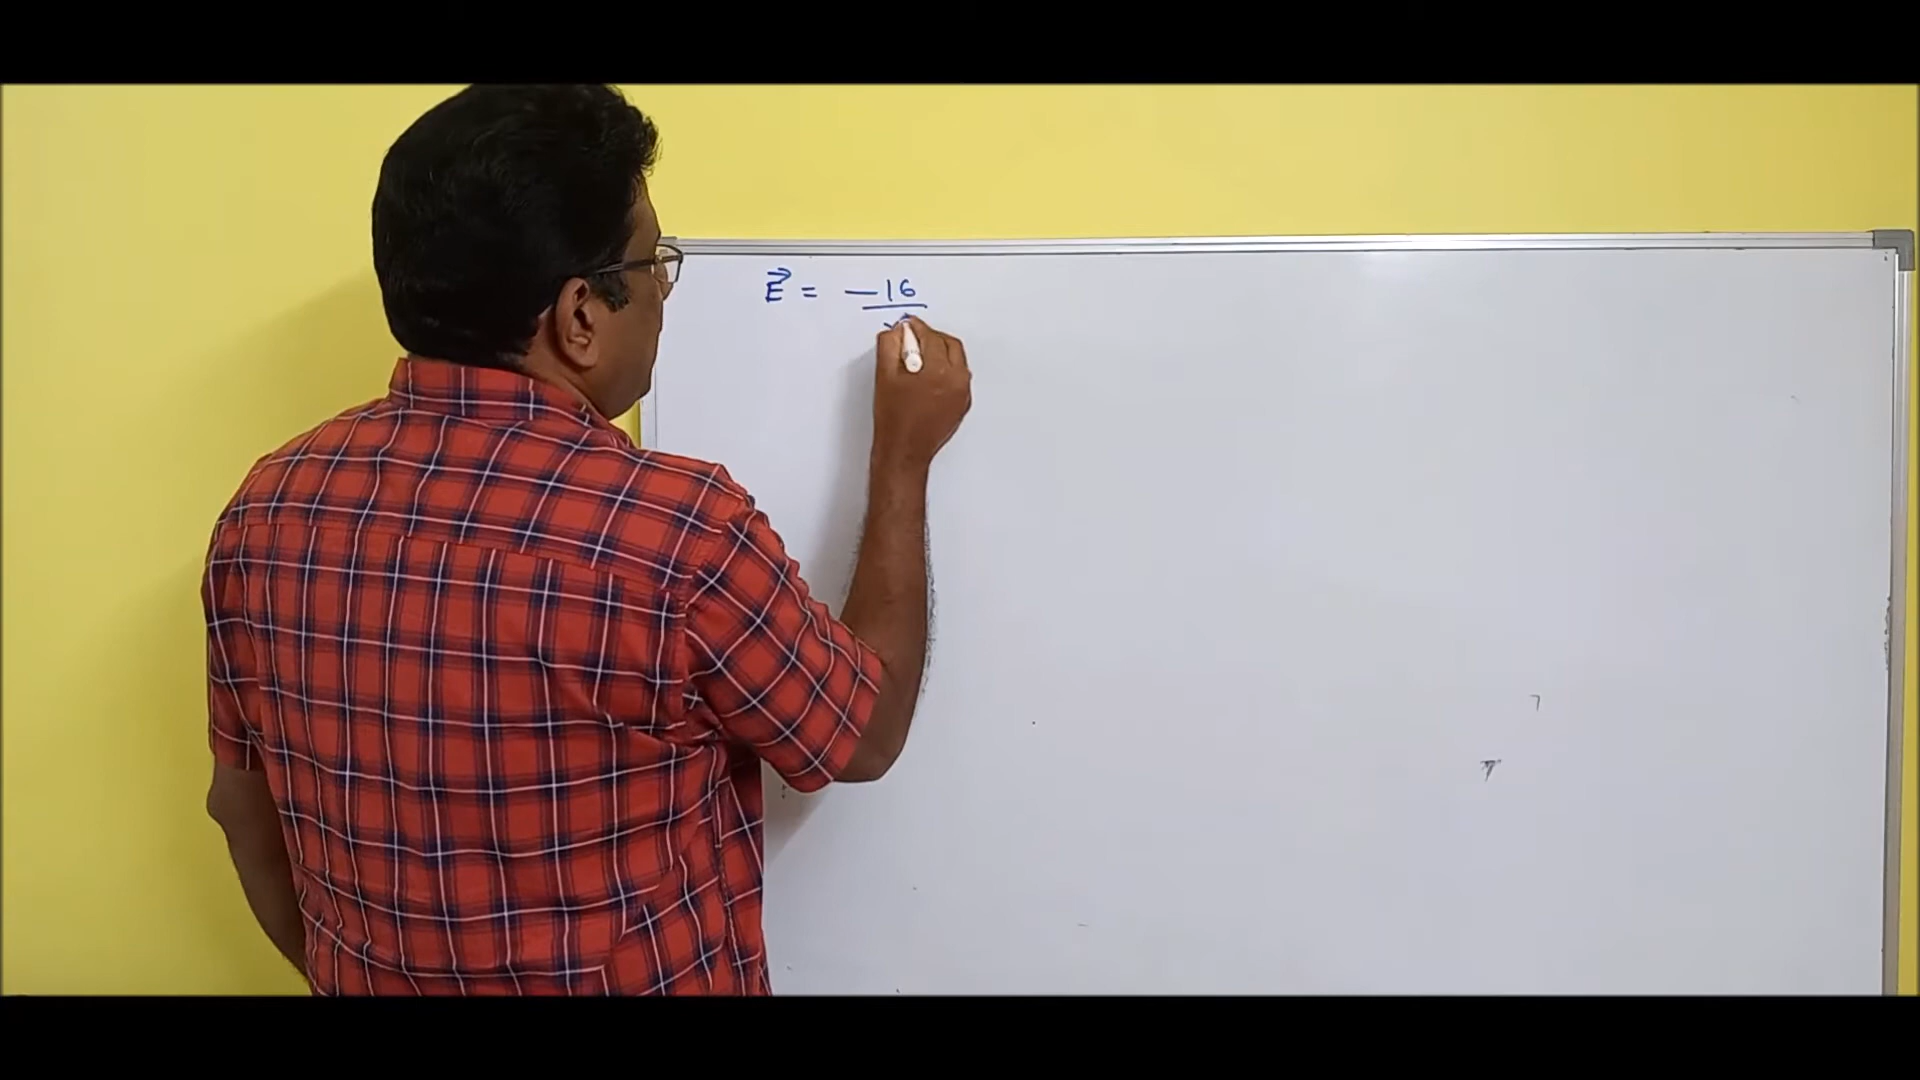 E⃗ = —16